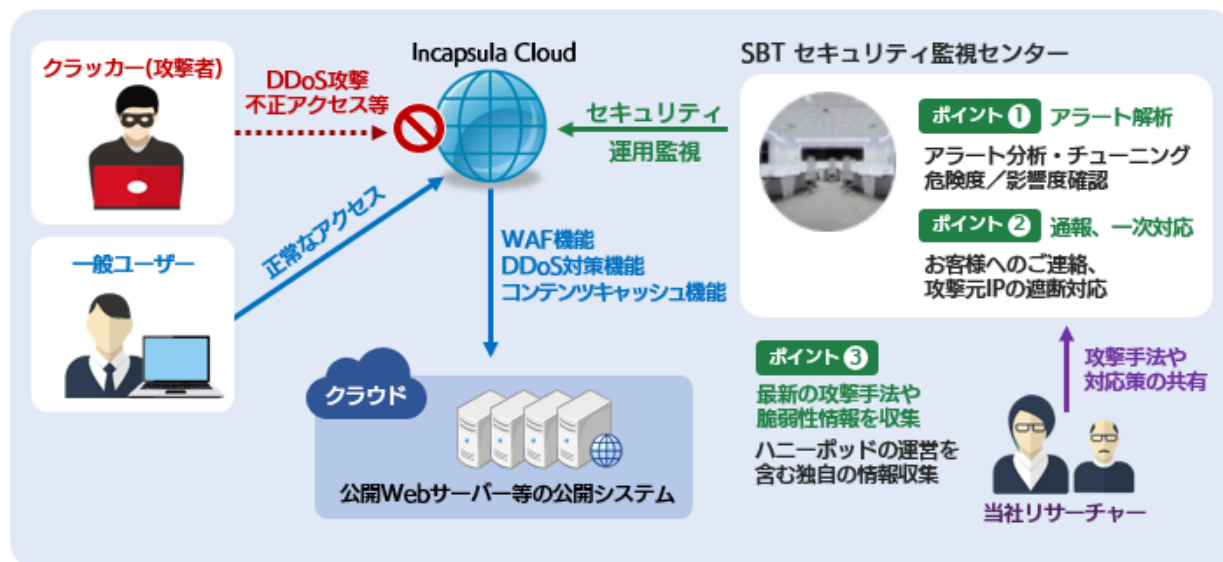 クラッカー(攻撃者)
DDoS攻撃
不正アクセス等
Incapsula Cloud
セキュリティ
運用監視
SBT セキュリティ監視センター
ポイント❶ アラート解析
アラート分析・チューニング
危険度／影響度確認
ポイント❷ 通報、一次対応
お客様へのご連絡、
攻撃元IPの遮断対応
一般ユーザー
正常なアクセス
WAF機能
DDoS対策機能
コンテンツキャッシュ機能
クラウド
公開Webサーバー等の公開システム
ポイント❸
最新の攻撃手法や
脆弱性情報を収集
ハニーポッドの運営を
含む独自の情報収集
攻撃手法や
対応策の共有
当社リサーチャー